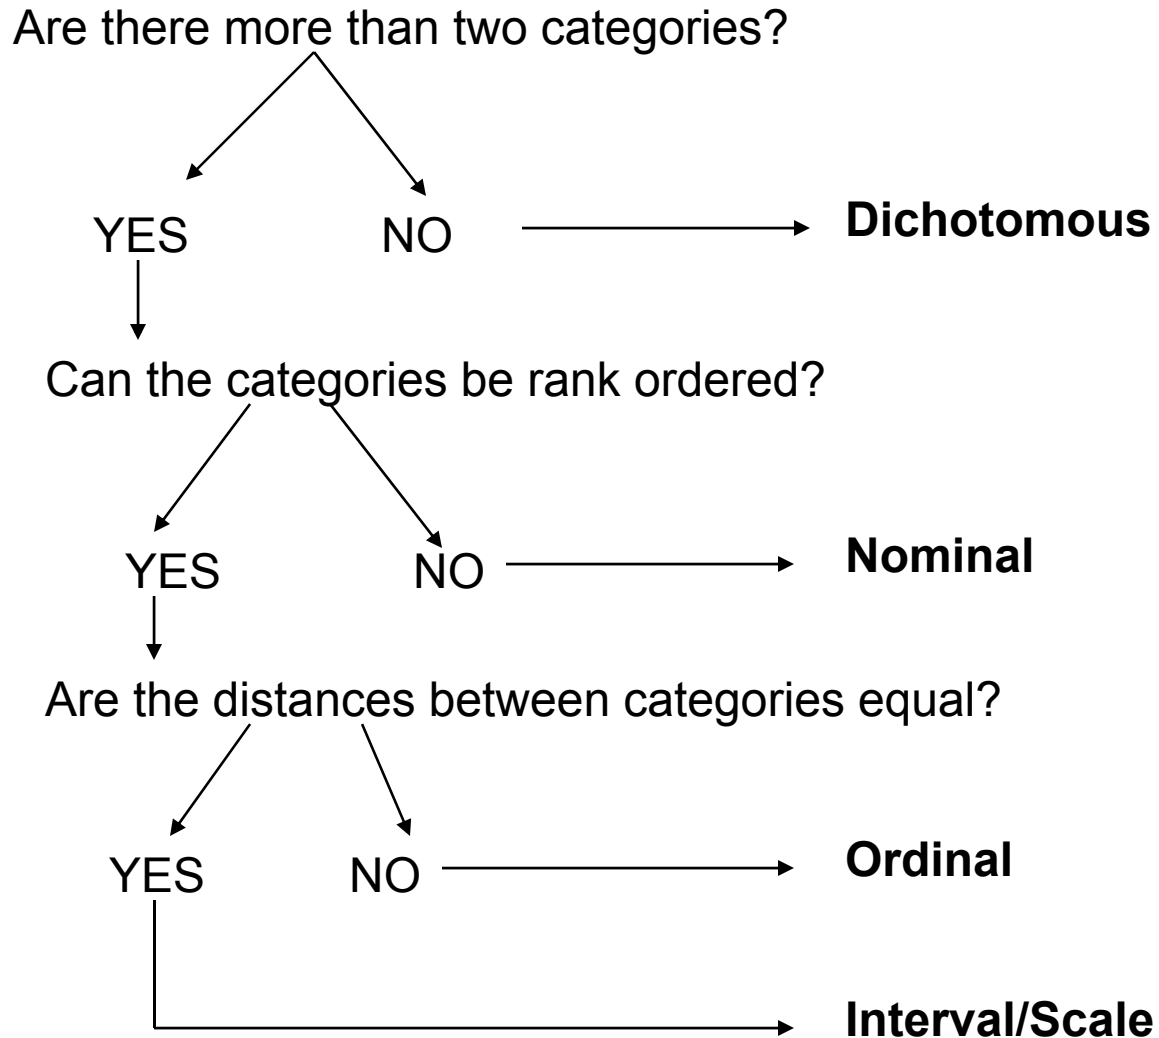 Are there more than two categories?
YES NO Dichotomous
Can the categories be rank ordered?
YES NO Nominal
Are the distances between categories equal?
YES NO Ordinal
Interval/Scale